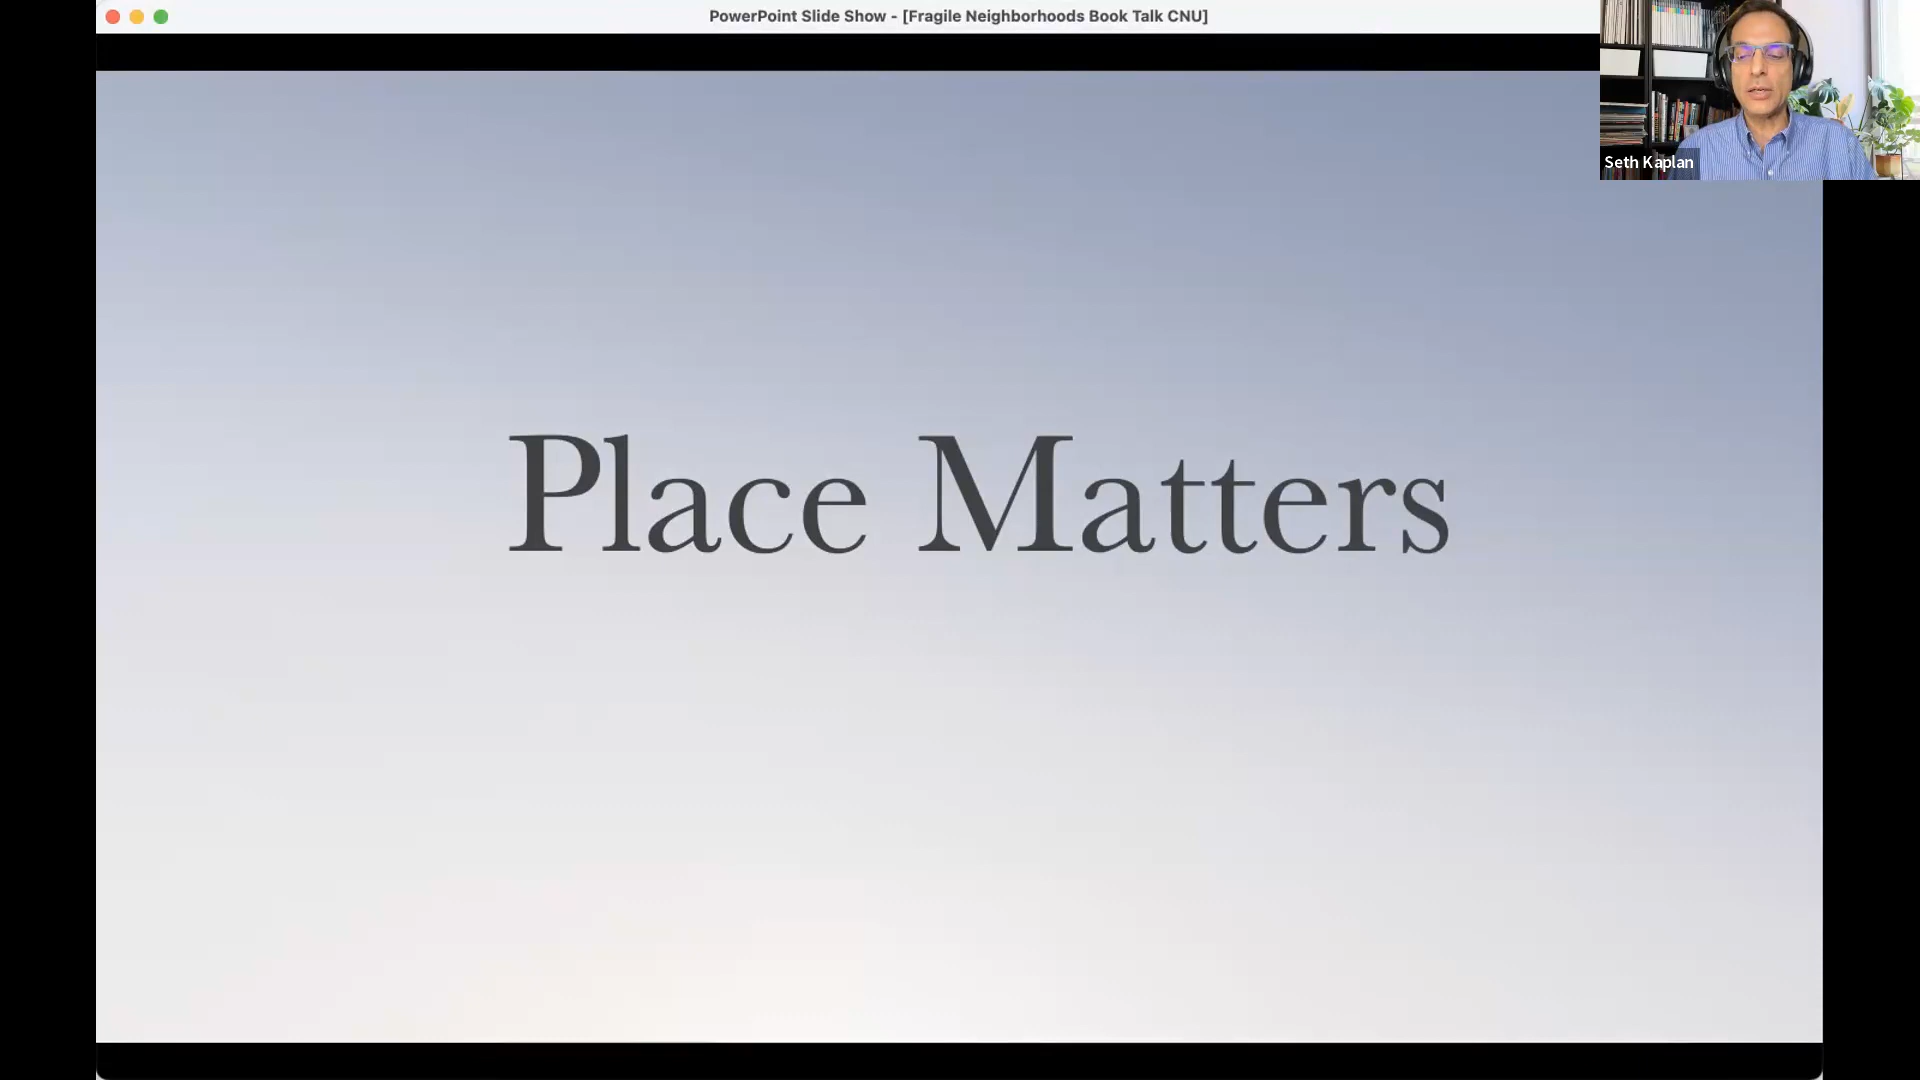 PowerPoint Slide Show - [Fragile Neighborhoods Book Talk CNU]
Seth Kaplan
Place Matters